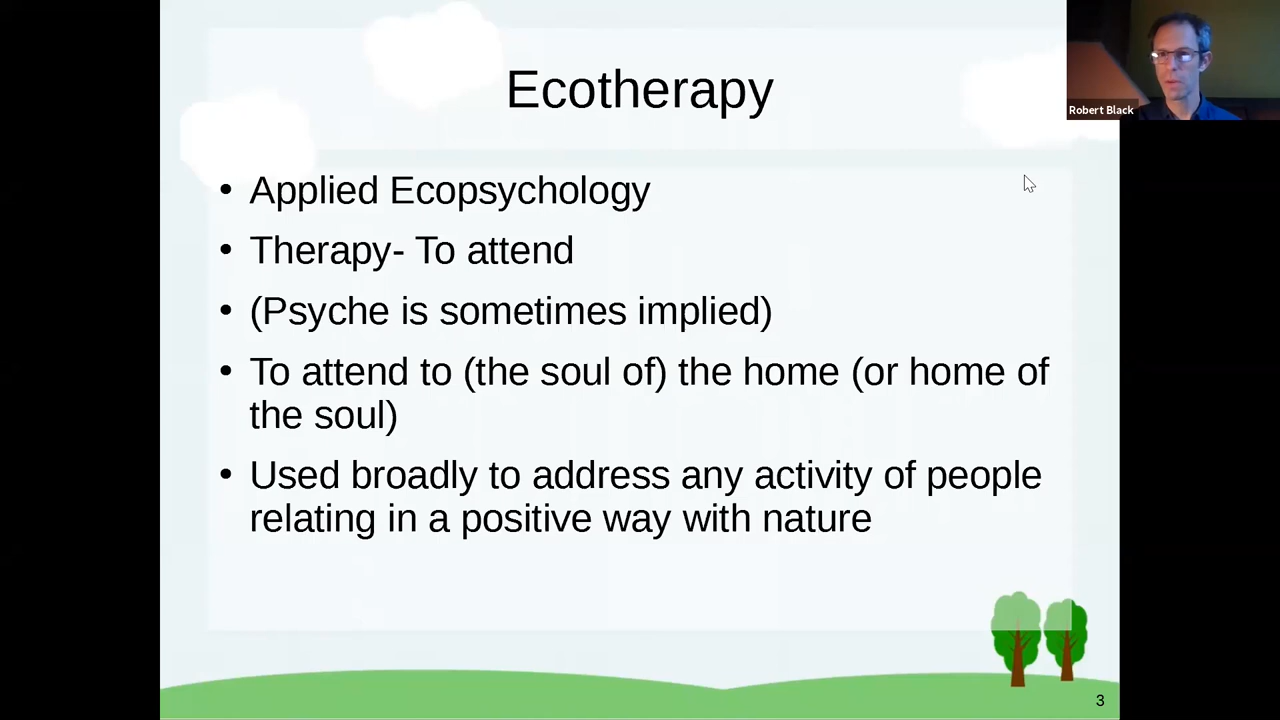 Ecotherapy
Robert Black
• Applied Ecopsychology
• Therapy- To attend
• (Psyche is sometimes implied)
• To attend to (the soul of) the home (or home of
the soul)
• Used broadly to address any activity of people
relating in a positive way with nature
3